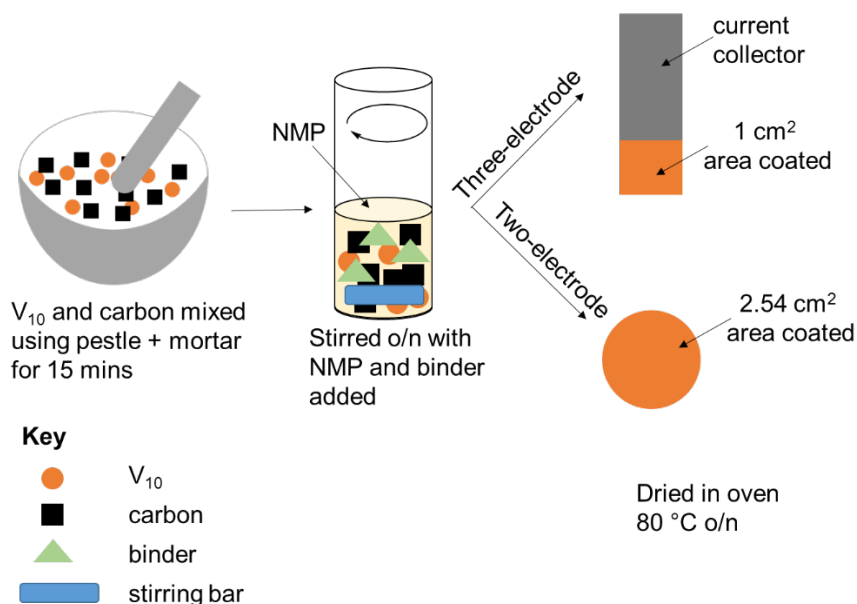 V₁₀ and carbon mixed
using pestle + mortar
for 15 mins
NMP
Stirred o/n with
NMP and binder
added
Three-electrode
Two-electrode
current
collector
1 cm²
area coated
2.54 cm²
area coated
Dried in oven
80 °C o/n
Key
V₁₀
carbon
binder
stirring bar